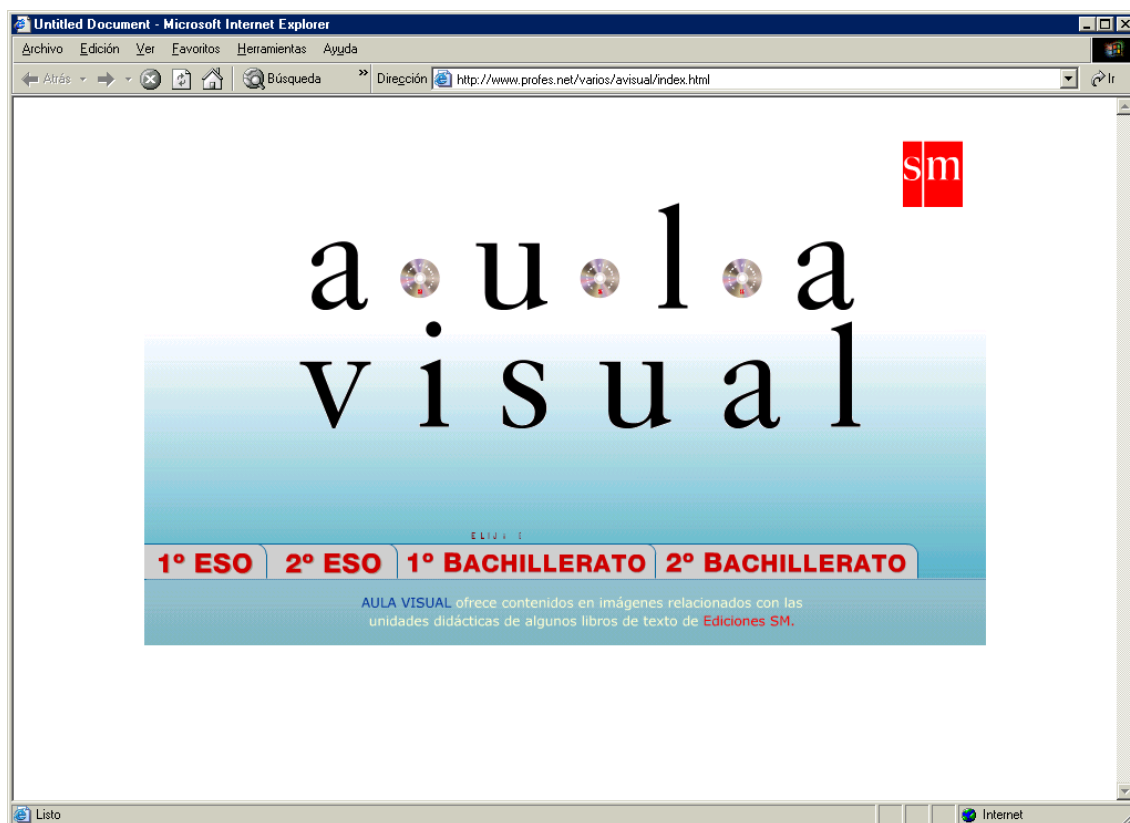 Untitled Document - Microsoft Internet Explorer
Archivo Edición Ver Favoritos Herramientas Ayuda
Atrás Búsqueda » Dirección http://www.profes.net/varios/avisual/index.html Ir
sm
a u l a
visual
1º ESO 2º ESO 1º BACHILLERATO 2º BACHILLERATO
AULA VISUAL ofrece contenidos en imágenes relacionados con las
unidades didácticas de algunos libros de texto de Ediciones SM.
Listo Internet